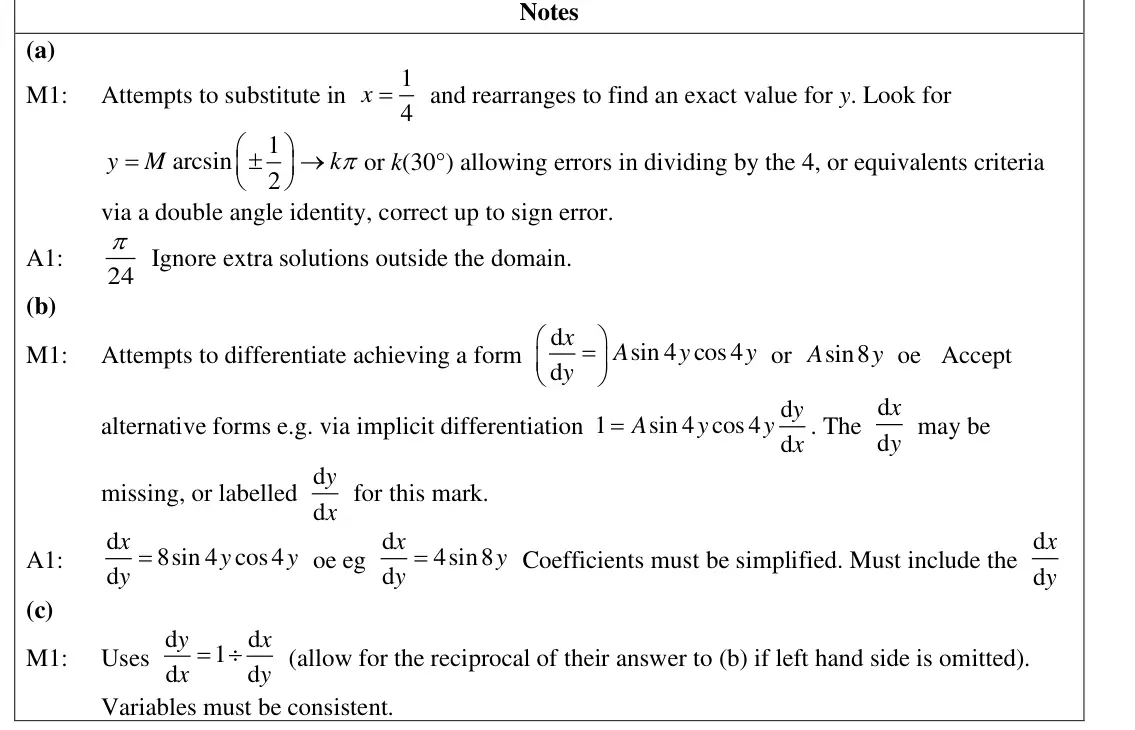 Notes
(a)
M1: Attempts to substitute in x = 1/4 and rearranges to find an exact value for y. Look for
y = M arcsin(± 1/2) → kπ or k(30°) allowing errors in dividing by the 4, or equivalents criteria
via a double angle identity, correct up to sign error.
A1: π/24 Ignore extra solutions outside the domain.
(b)
M1: Attempts to differentiate achieving a form (dx/dy =) A sin 4y cos 4y or A sin 8y oe Accept
alternative forms e.g. via implicit differentiation 1 = A sin 4y cos 4y dy/dx. The dx/dy may be
missing, or labelled dy/dx for this mark.
A1: dx/dy = 8 sin 4y cos 4y oe eg dx/dy = 4 sin 8y Coefficients must be simplified. Must include the dx/dy
(c)
M1: Uses dy/dx = 1 ÷ dx/dy (allow for the reciprocal of their answer to (b) if left hand side is omitted).
Variables must be consistent.